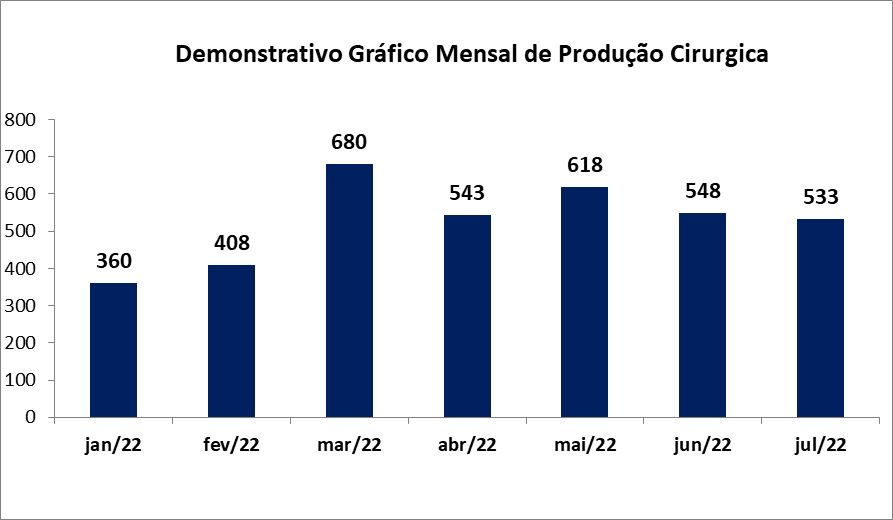 Demonstrativo Gráfico Mensal de Produção Cirurgica
800
700
600
500
400
300
200
100
0
360
408
680
543
618
548
533
jan/22
fev/22
mar/22
abr/22
mai/22
jun/22
jul/22